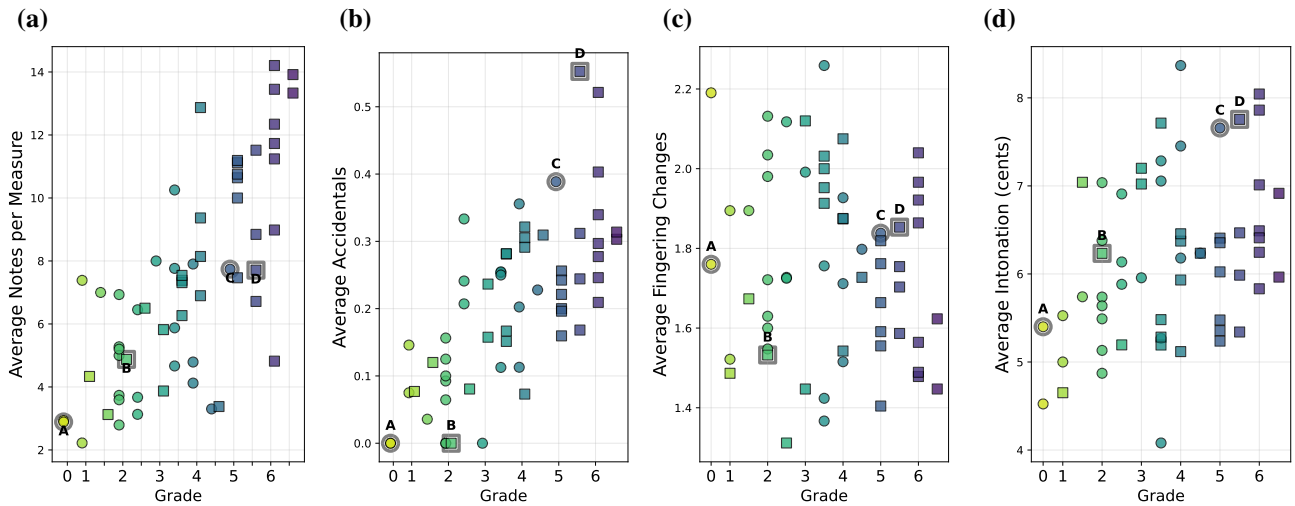 (a)
(b)
(c)
(d)
Average Notes per Measure
14
12
10
8
6
4
2
A
B
C
D
0 1 2 3 4 5 6
Grade
Average Accidentals
0.5
0.4
0.3
0.2
0.1
0.0
A
B
C
D
0 1 2 3 4 5 6
Grade
Average Fingering Changes
2.2
2.0
1.8
1.6
1.4
A
B
C
D
0 1 2 3 4 5 6
Grade
Average Intonation (cents)
8
7
6
5
4
A
B
C
D
0 1 2 3 4 5 6
Grade